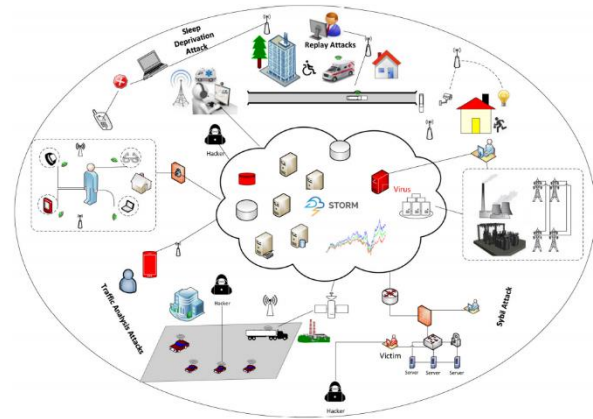 Sleep
Deprivation
Attack
Replay Attacks
Hacker
Virus
STORM
Traffic Analysis Attacks
Hacker
Sybil Attack
Victim
Server
Server
Server
Hacker